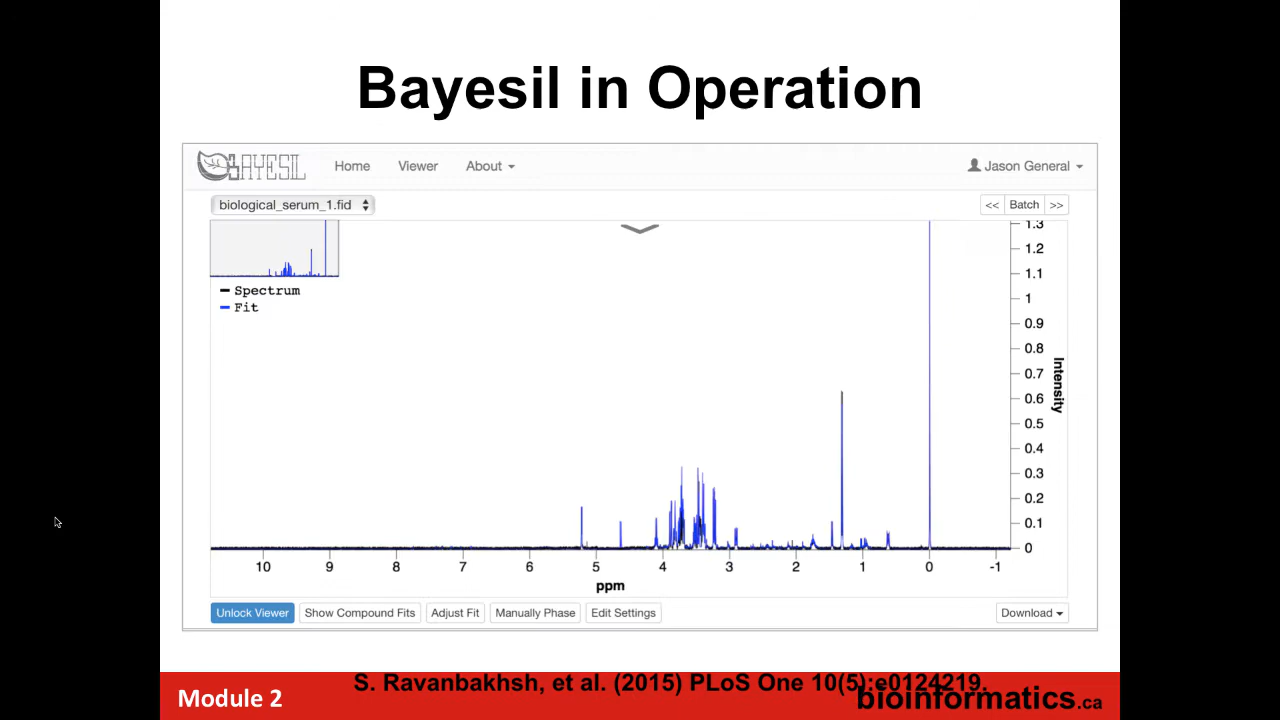 Bayesil in Operation
BAYESIL Home Viewer About Jason General
biological_serum_1.fid << Batch >>
Spectrum
Fit
1.3
1.2
1.1
1
0.9
0.8
0.7
0.6
0.5
0.4
0.3
0.2
0.1
0
Intensity
10 9 8 7 6 5 4 3 2 1 0 -1
ppm
Unlock Viewer Show Compound Fits Adjust Fit Manually Phase Edit Settings Download
S. Ravanbakhsh, et al. (2015) PLoS One 10(5):e0124219.
Module 2 bioinformatics.ca